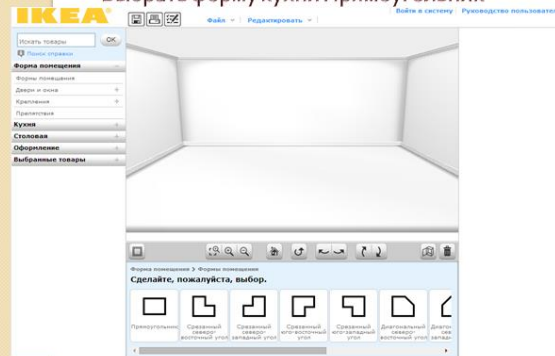 Выбрать форму кухни Прямоугольник
IKEA
Войти в систему Руководство пользователя
Файл Редактировать
Искать товары OK
Поиск справки
Форма помещения
Формы помещения
Двери и окна
Крепления
Препятствия
Кухня
Столовая
Оформление
Выбранные товары
Форма помещения > Формы помещения
Сделайте, пожалуйста, выбор.
Прямоугольник
Срезанный северо-восточный угол
Срезанный северо-западный угол
Срезанный юго-восточный угол
Срезанный юго-западный угол
Диагональный северо-восточный угол